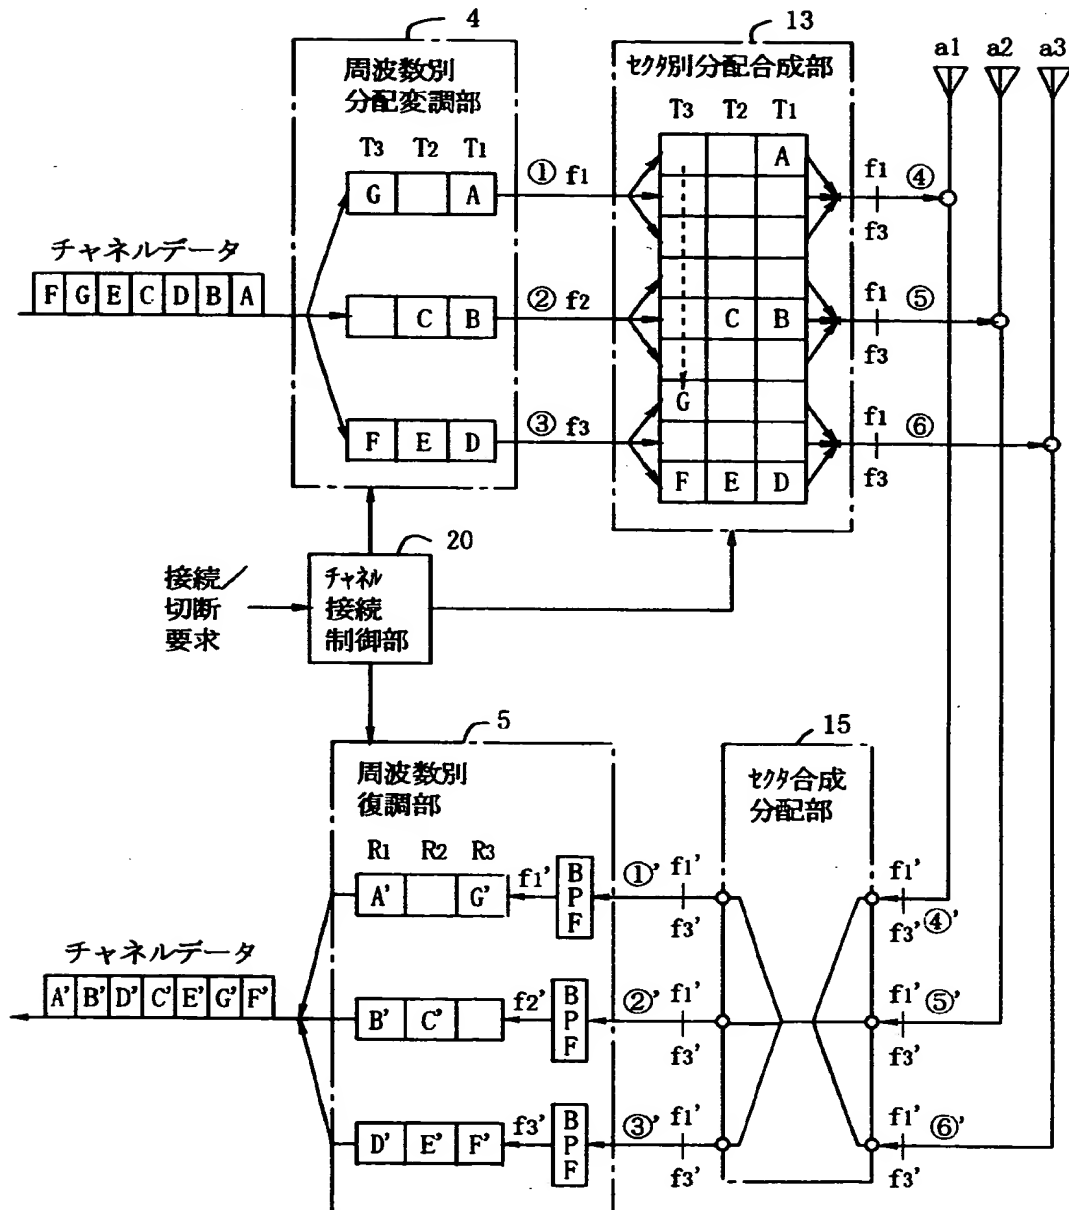 4
周波数別
分配変調部
T3 T2 T1
G A
C B
F E D
チャネルデータ
F G E C D B A
① f1
② f2
③ f3
13
セクタ別分配合成部
T3 T2 T1
A
C B
G
F E D
f1 ④
f3
f1 ⑤
f3
f1 ⑥
f3
a1 a2 a3
接続/
切断
要求
20
チャネル
接続
制御部
5
周波数別
復調部
R1 R2 R3
A' G'
B' C'
D' E' F'
チャネルデータ
A' B' D' C' E' G' F'
f1' BPF ①' f1'
f3'
f2' BPF ②' f1'
f3'
f3' BPF ③' f1'
f3'
15
セクタ合成
分配部
f1'
f3' ④'
f1' ⑤'
f3'
f1' ⑥'
f3'